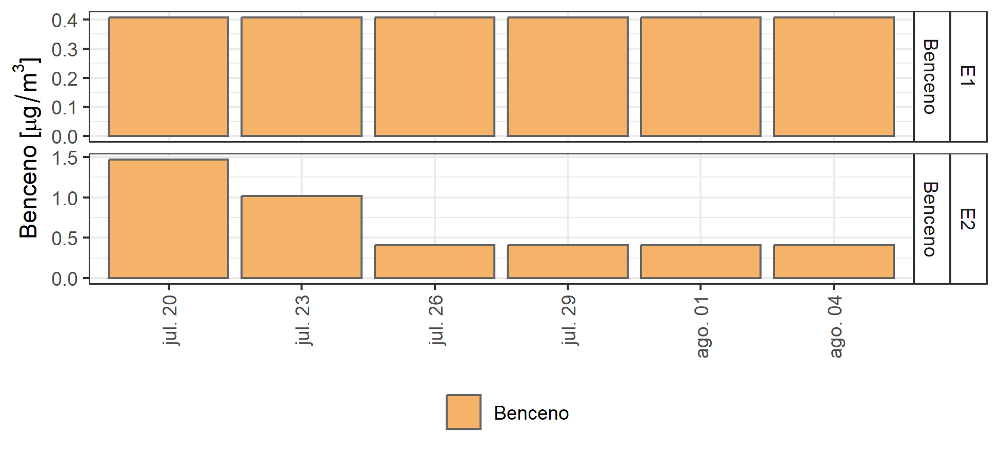 Benceno [μg/m³]
0.4
0.3
0.2
0.1
0.0
Benceno
E1
1.5
1.0
0.5
0.0
Benceno
E2
jul. 20
jul. 23
jul. 26
jul. 29
ago. 01
ago. 04
Benceno